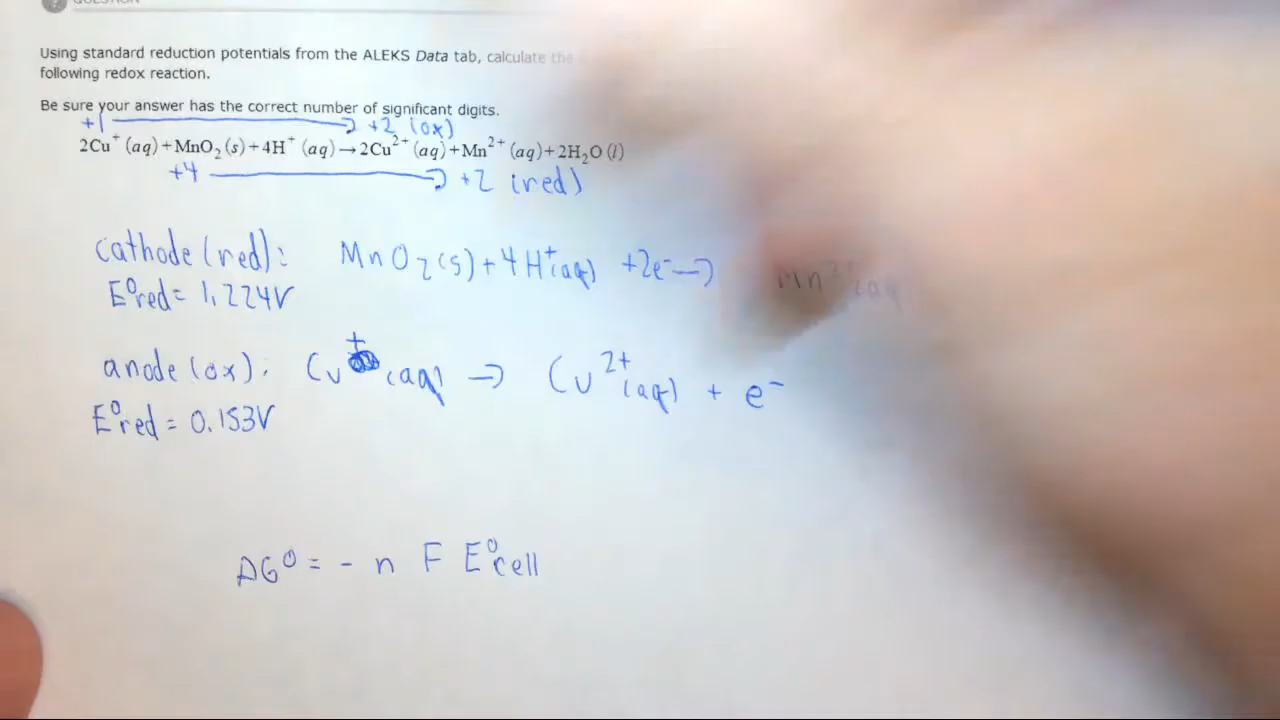 QUESTION
Using standard reduction potentials from the ALEKS Data tab, calculate the
following redox reaction.
Be sure your answer has the correct number of significant digits.
+1 → +2 (ox)
2Cu⁺ (aq) + MnO₂ (s) + 4H⁺ (aq) → 2Cu²⁺ (aq) + Mn²⁺ (aq) + 2H₂O (l)
+4 → +2 (red)
cathode (red): MnO₂(s) + 4H⁺(aq) + 2e⁻ → Mn²⁺(aq)
E°red = 1.224V
anode (ox): Cu⁺(aq) → Cu²⁺(aq) + e⁻
E°red = 0.153V
ΔG° = - n F E°cell